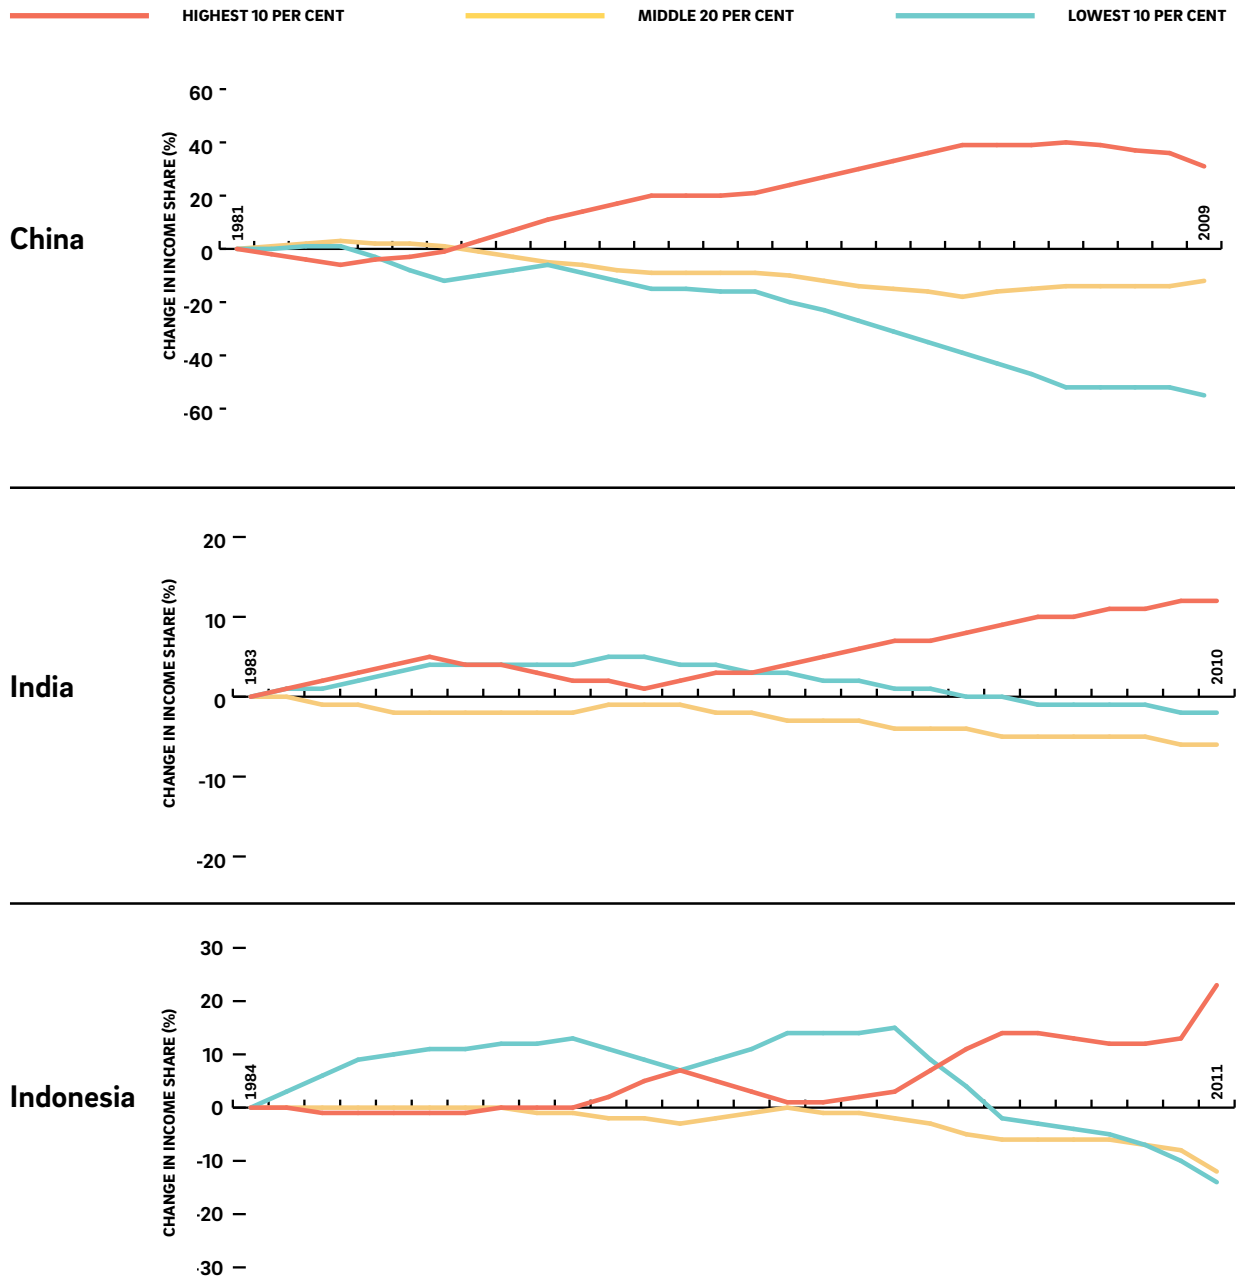 HIGHEST 10 PER CENT
MIDDLE 20 PER CENT
LOWEST 10 PER CENT
China
CHANGE IN INCOME SHARE (%)
60
40
20
0
-20
-40
-60
1981
2009
India
CHANGE IN INCOME SHARE (%)
20
10
0
-10
-20
1983
2010
Indonesia
CHANGE IN INCOME SHARE (%)
30
20
10
0
-10
-20
-30
1984
2011